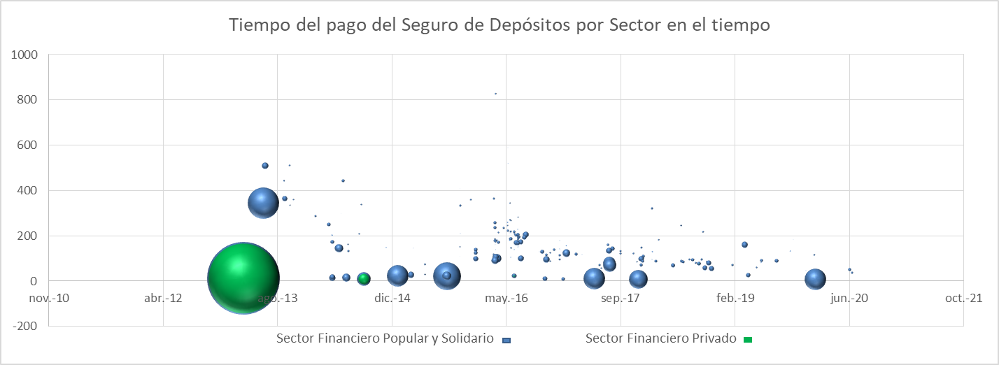 Tiempo del pago del Seguro de Depósitos por Sector en el tiempo
1000
800
600
400
200
0
nov.-10 abr.-12 ago.-13 dic.-14 may.-16 sep.-17 feb.-19 jun.-20 oct.-21
-200
Sector Financiero Popular y Solidario Sector Financiero Privado